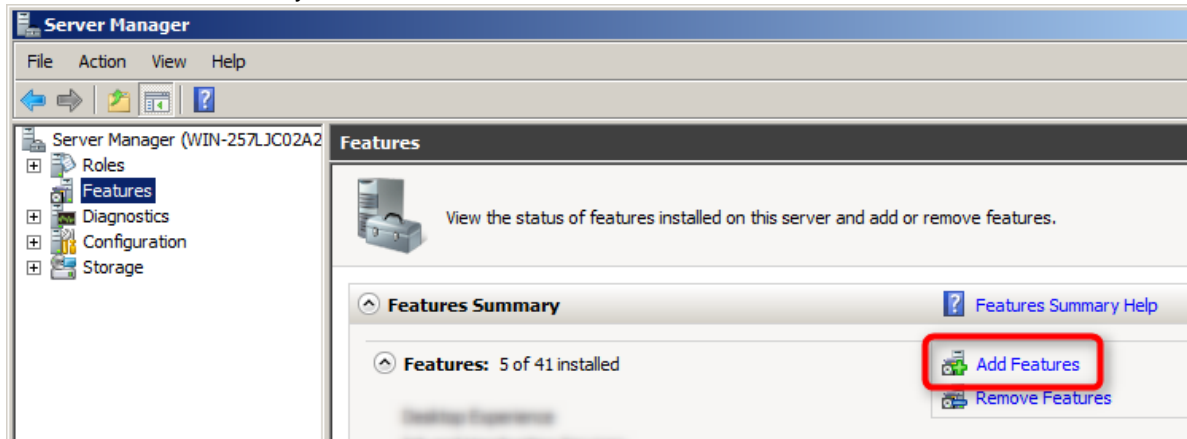 Server Manager
File Action View Help
Server Manager (WIN-257LJC02A2
Features
Roles
Features
Diagnostics
Configuration
Storage
View the status of features installed on this server and add or remove features.
Features Summary
Features Summary Help
Features: 5 of 41 installed
Add Features
Remove Features